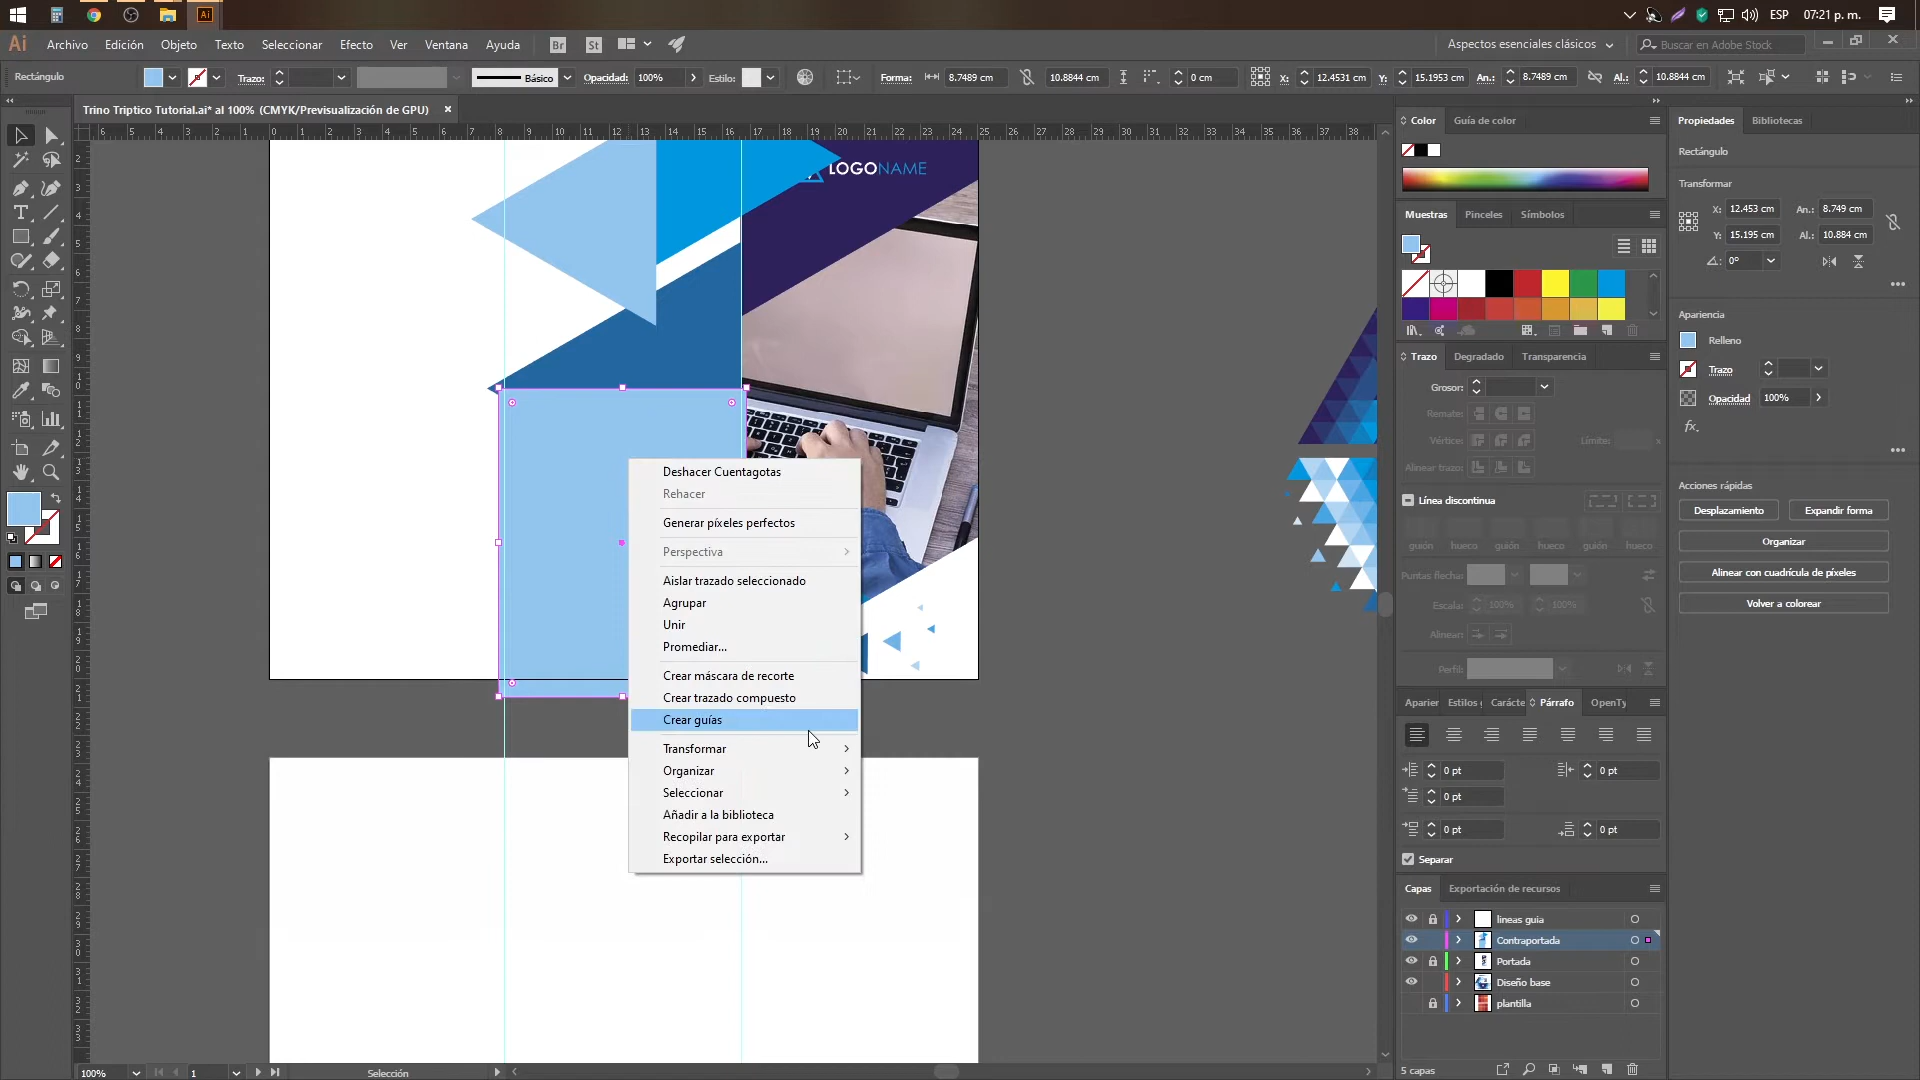 ESP 07:21 p. m.
Ai Archivo Edición Objeto Texto Seleccionar Efecto Ver Ventana Ayuda Br St Aspectos esenciales clásicos Buscar en Adobe Stock
Rectángulo Trazo: Básico Opacidad: 100% Estilo: Forma: 8.7489 cm 10.8844 cm 0 cm X: 12.4531 cm Y: 15.1953 cm An.: 8.7489 cm Al.: 10.8844 cm
Trino Triptico Tutorial.ai* al 100% (CMYK/Previsualización de GPU) ×
LOGONAME
Deshacer Cuentagotas
Rehacer
Generar píxeles perfectos
Perspectiva
Aislar trazado seleccionado
Agrupar
Unir
Promediar...
Crear máscara de recorte
Crear trazado compuesto
Crear guías
Transformar
Organizar
Seleccionar
Añadir a la biblioteca
Recopilar para exportar
Exportar selección...
100% 1 Selección
Color Guía de color
Muestras Pinceles Símbolos
Trazo Degradado Transparencia
Grosor:
Remate:
Vértice: Límite: x
Alinear trazo:
Línea discontinua
guión hueco guión hueco guión hueco
Puntas flecha:
Escala: 100% 100%
Alinear:
Perfil:
Aparier Estilos Carácte Párrafo OpenTy
0 pt 0 pt
0 pt
0 pt 0 pt
Separar
Capas Exportación de recursos
lineas guia
Contraportada
Portada
Diseño base
plantilla
5 capas
Propiedades Bibliotecas
Rectángulo
Transformar
X: 12.453 cm An.: 8.749 cm
Y: 15.195 cm Al.: 10.884 cm
0°
Apariencia
Relleno
Trazo
Opacidad 100%
fx.
Acciones rápidas
Desplazamiento Expandir forma
Organizar
Alinear con cuadrícula de píxeles
Volver a colorear